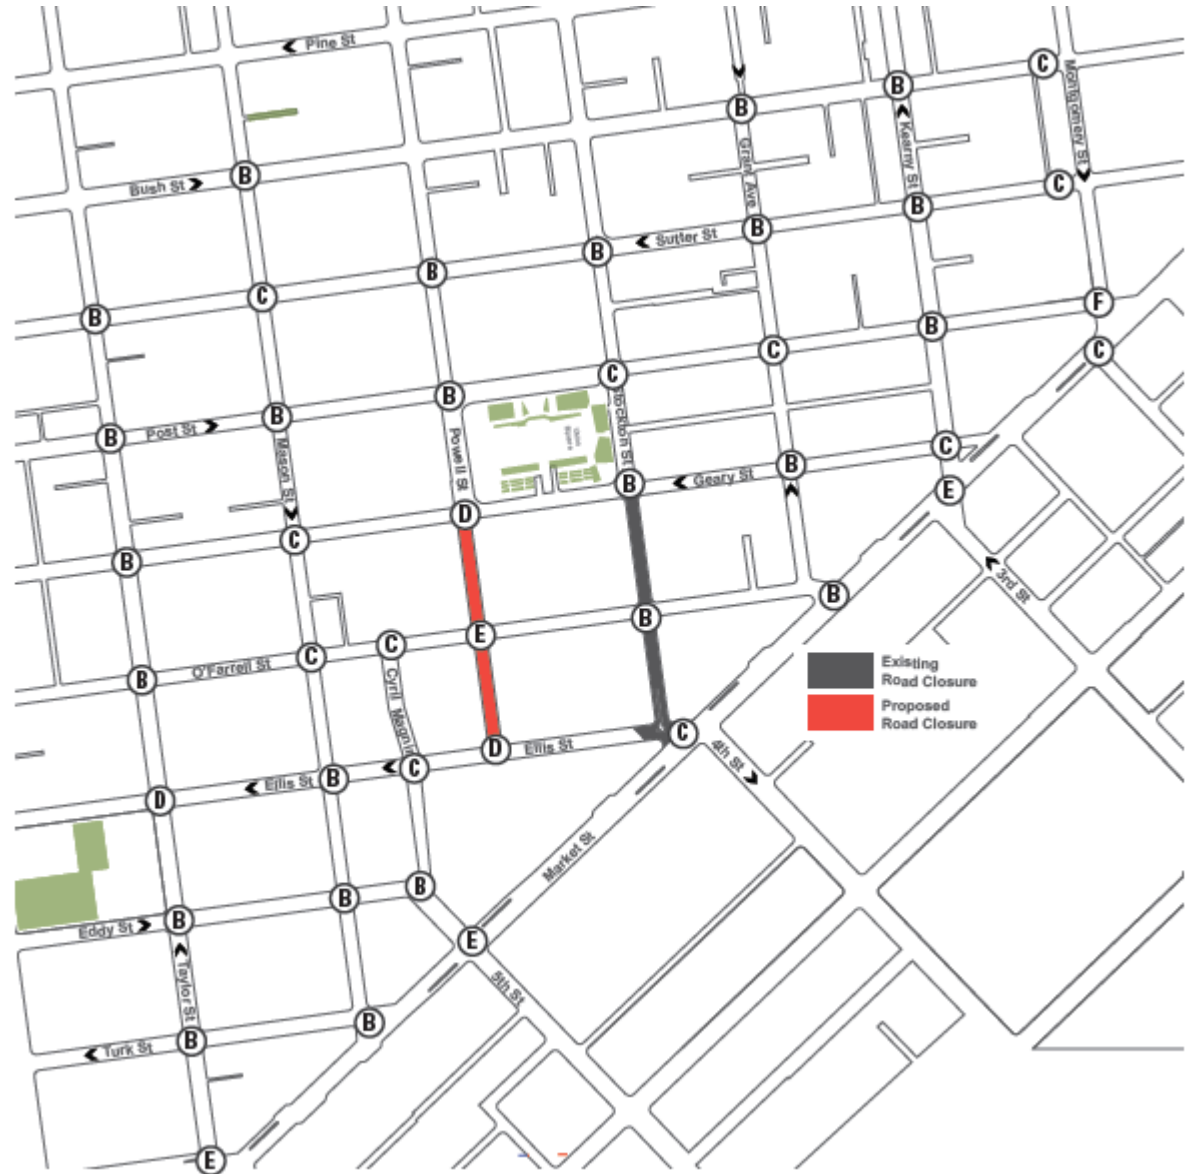 Pine St
C
B
B
Montgomery St
Kearny St
Grant Ave
B
Bush St
C
B
B
Sutter St
B
B
C
B
F
B
B
C
C
C
B
B
Stockton St
Post St
Powell St
Mason St
B
C
B
Geary St
B
E
D
C
B
3rd St
B
B
E
C
C
O'Farrell St
B
Existing
Road Closure
Proposed
Road Closure
Cyril Magnin
C
D
Ellis St
4th St
C
B
Ellis St
D
Market St
B
B
B
Eddy St
E
Taylor St
5th St
B
B
Turk St
E